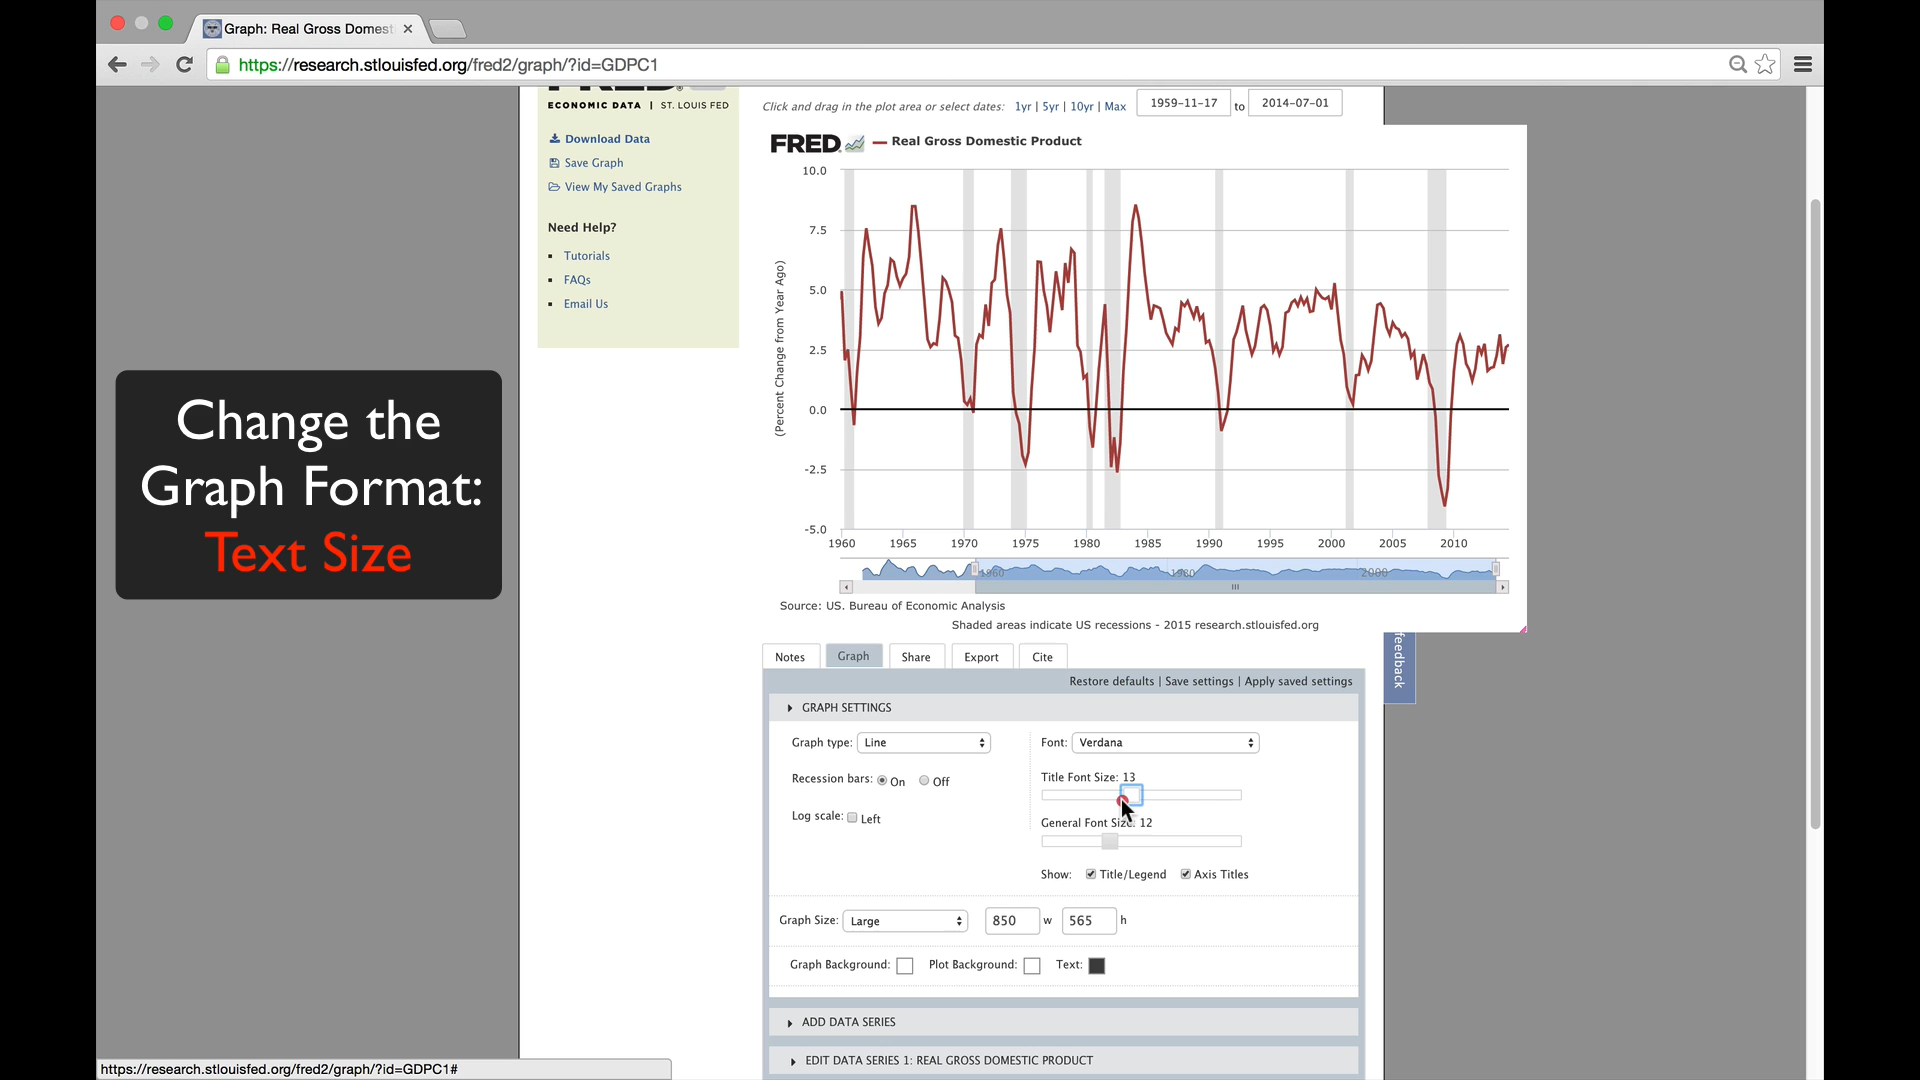 Graph: Real Gross Domest
https://research.stlouisfed.org/fred2/graph/?id=GDPC1
ECONOMIC DATA | ST. LOUIS FED
Download Data
Save Graph
View My Saved Graphs
Need Help?
Tutorials
FAQs
Email Us
Click and drag in the plot area or select dates: 1yr | 5yr | 10yr | Max 1959-11-17 to 2014-07-01
FRED Real Gross Domestic Product
(Percent Change from Year Ago)
10.0
7.5
5.0
2.5
0.0
-2.5
-5.0
1960 1965 1970 1975 1980 1985 1990 1995 2000 2005 2010
1960 1980 2000
Source: US. Bureau of Economic Analysis
Shaded areas indicate US recessions - 2015 research.stlouisfed.org
Change the
Graph Format:
Text Size
feedback
Notes Graph Share Export Cite
Restore defaults | Save settings | Apply saved settings
GRAPH SETTINGS
Graph type: Line
Font: Verdana
Recession bars: On Off
Title Font Size: 13
Log scale: Left
General Font Size: 12
Show: Title/Legend Axis Titles
Graph Size: Large 850 w 565 h
Graph Background: Plot Background: Text:
ADD DATA SERIES
EDIT DATA SERIES 1: REAL GROSS DOMESTIC PRODUCT
https://research.stlouisfed.org/fred2/graph/?id=GDPC1#